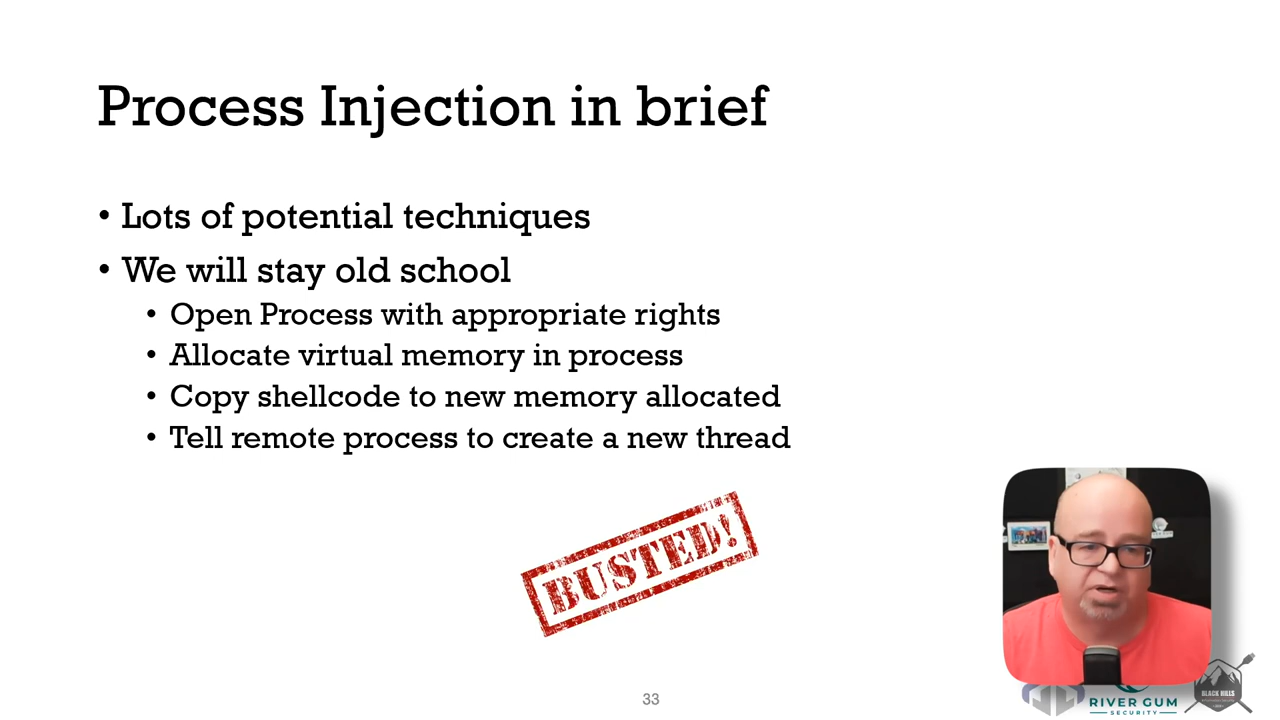 Process Injection in brief
• Lots of potential techniques
• We will stay old school
• Open Process with appropriate rights
• Allocate virtual memory in process
• Copy shellcode to new memory allocated
• Tell remote process to create a new thread
BUSTED!
33
RIVER GUM
SECURITY
BLACK HILLS